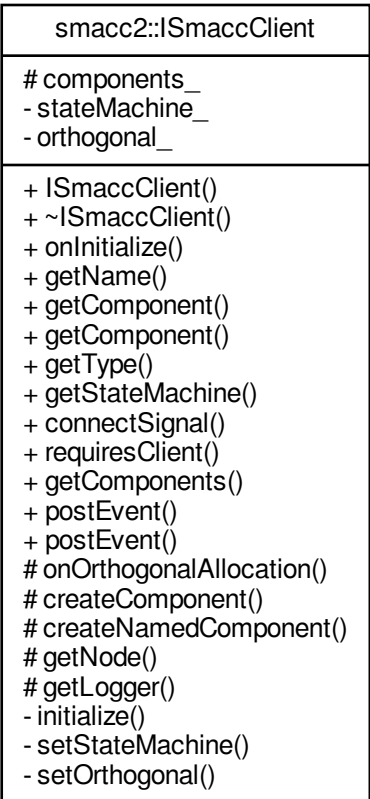 smacc2::ISmaccClient
# components_
- stateMachine_
- orthogonal_
+ ISmaccClient()
+ ~ISmaccClient()
+ onInitialize()
+ getName()
+ getComponent()
+ getComponent()
+ getType()
+ getStateMachine()
+ connectSignal()
+ requiresClient()
+ getComponents()
+ postEvent()
+ postEvent()
# onOrthogonalAllocation()
# createComponent()
# createNamedComponent()
# getNode()
# getLogger()
- initialize()
- setStateMachine()
- setOrthogonal()